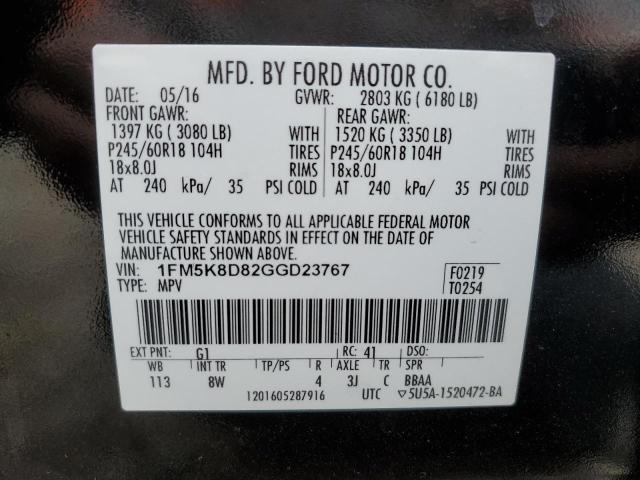 MFD. BY FORD MOTOR CO.
DATE: 05/16 GVWR: 2803 KG ( 6180 LB)
FRONT GAWR: REAR GAWR:
1397 KG ( 3080 LB) WITH 1520 KG ( 3350 LB) WITH
P245/60R18 104H TIRES P245/60R18 104H TIRES
18x8.0J RIMS 18x8.0J RIMS
AT 240 kPa/ 35 PSI COLD AT 240 kPa/ 35 PSI COLD
THIS VEHICLE CONFORMS TO ALL APPLICABLE FEDERAL MOTOR
VEHICLE SAFETY STANDARDS IN EFFECT ON THE DATE OF
MANUFACTURE SHOWN ABOVE.
VIN: 1FM5K8D82GGD23767 F0219
TYPE: MPV T0254
EXT PNT: G1 RC: 41 DSO:
WB INT TR TP/PS R AXLE TR SPR
113 8W 4 3J C BBAA
1201605287916 UTC ▽5U5A-1520472-BA